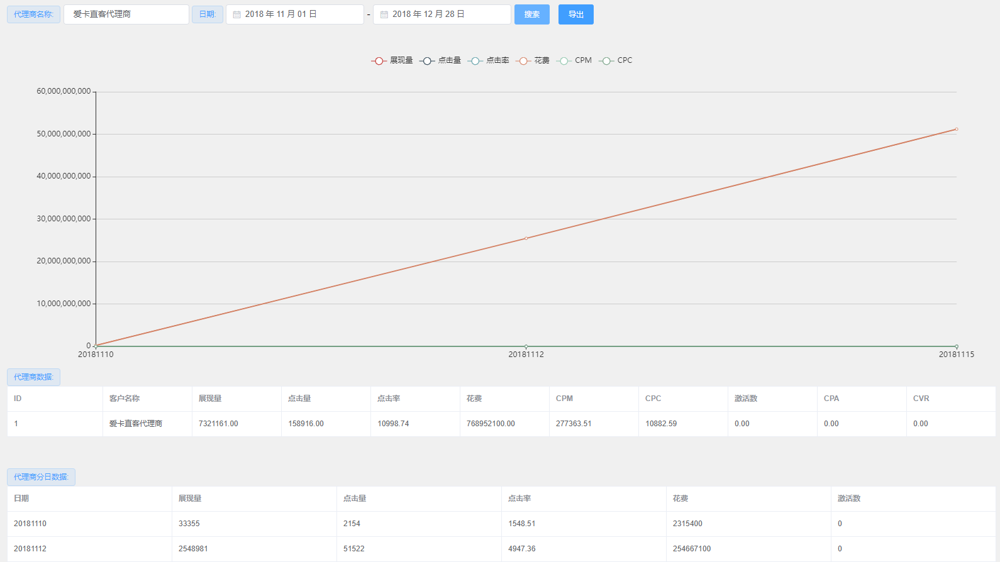 代理商名称: 爱卡直客代理商 日期: 2018 年 11 月 01 日 - 2018 年 12 月 28 日 搜索 导出
展现量 点击量 点击率 花费 CPM CPC
60,000,000,000
50,000,000,000
40,000,000,000
30,000,000,000
20,000,000,000
10,000,000,000
0
20181110 20181112 20181115
代理商数据:
ID 客户名称 展现量 点击量 点击率 花费 CPM CPC 激活数 CPA CVR
1 爱卡直客代理商 7321161.00 158916.00 10998.74 768952100.00 277363.51 10882.59 0.00 0.00 0.00
代理商分日数据:
日期 展现量 点击量 点击率 花费 激活数
20181110 33355 2154 1548.51 2315400 0
20181112 2548981 51522 4947.36 254667100 0